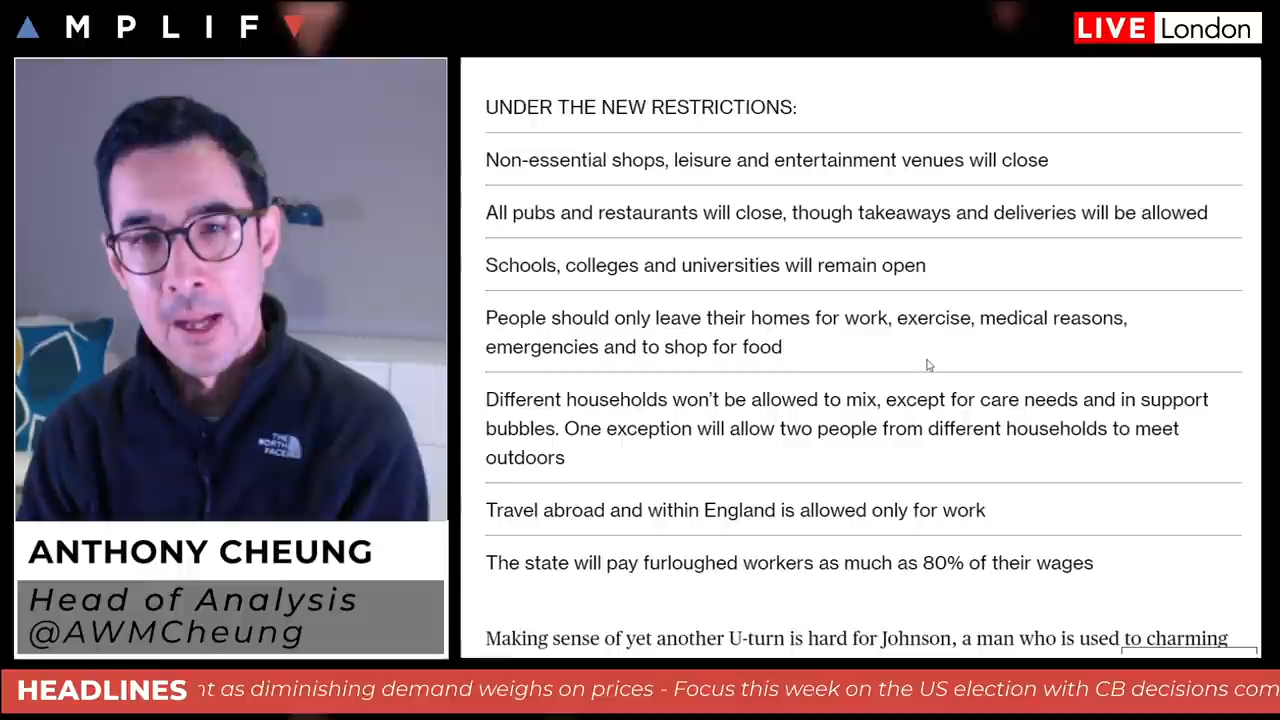 AMPLIFY
LIVE London
UNDER THE NEW RESTRICTIONS:
Non-essential shops, leisure and entertainment venues will close
All pubs and restaurants will close, though takeaways and deliveries will be allowed
Schools, colleges and universities will remain open
People should only leave their homes for work, exercise, medical reasons,
emergencies and to shop for food
Different households won’t be allowed to mix, except for care needs and in support
bubbles. One exception will allow two people from different households to meet
outdoors
Travel abroad and within England is allowed only for work
The state will pay furloughed workers as much as 80% of their wages
Making sense of yet another U-turn is hard for Johnson, a man who is used to charming
THE
NORTH
FACE
ANTHONY CHEUNG
Head of Analysis
@AWMCheung
HEADLINES as diminishing demand weighs on prices - Focus this week on the US election with CB decisions